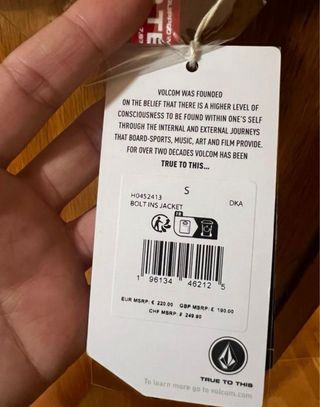 VOLCOM WAS FOUNDED
ON THE BELIEF THAT THERE IS A HIGHER LEVEL OF
CONSCIOUSNESS TO BE FOUND WITHIN ONE'S SELF
THROUGH THE INTERNAL AND EXTERNAL JOURNEYS
THAT BOARD-SPORTS, MUSIC, ART AND FILM PROVIDE.
FOR OVER TWO DECADES VOLCOM HAS BEEN
TRUE TO THIS...
S
H0452413 DKA
BOLT INS JACKET
FR
1 96134 46212 5
EUR MSRP: € 220.00 GBP MSRP: £ 190.00
CHF MSRP: 249.90
TRUE TO THIS
To learn more go to volcom.com